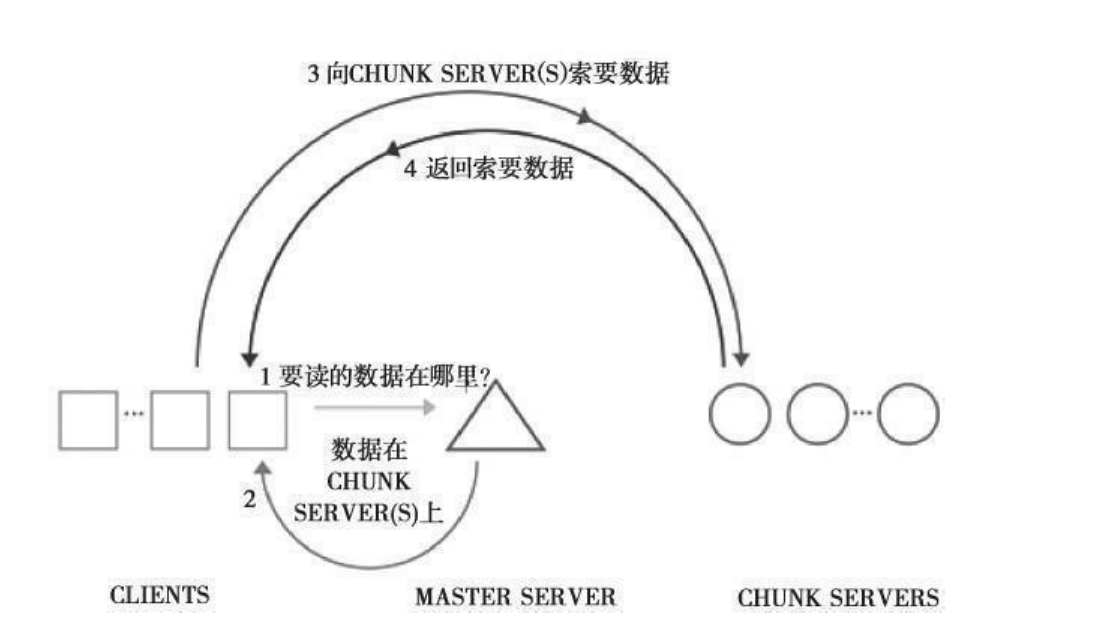 3 向CHUNK SERVER(S)索要数据
4 返回索要数据
1 要读的数据在哪里?
数据在
CHUNK
SERVER(S)上
2
...
...
CLIENTS
MASTER SERVER
CHUNK SERVERS